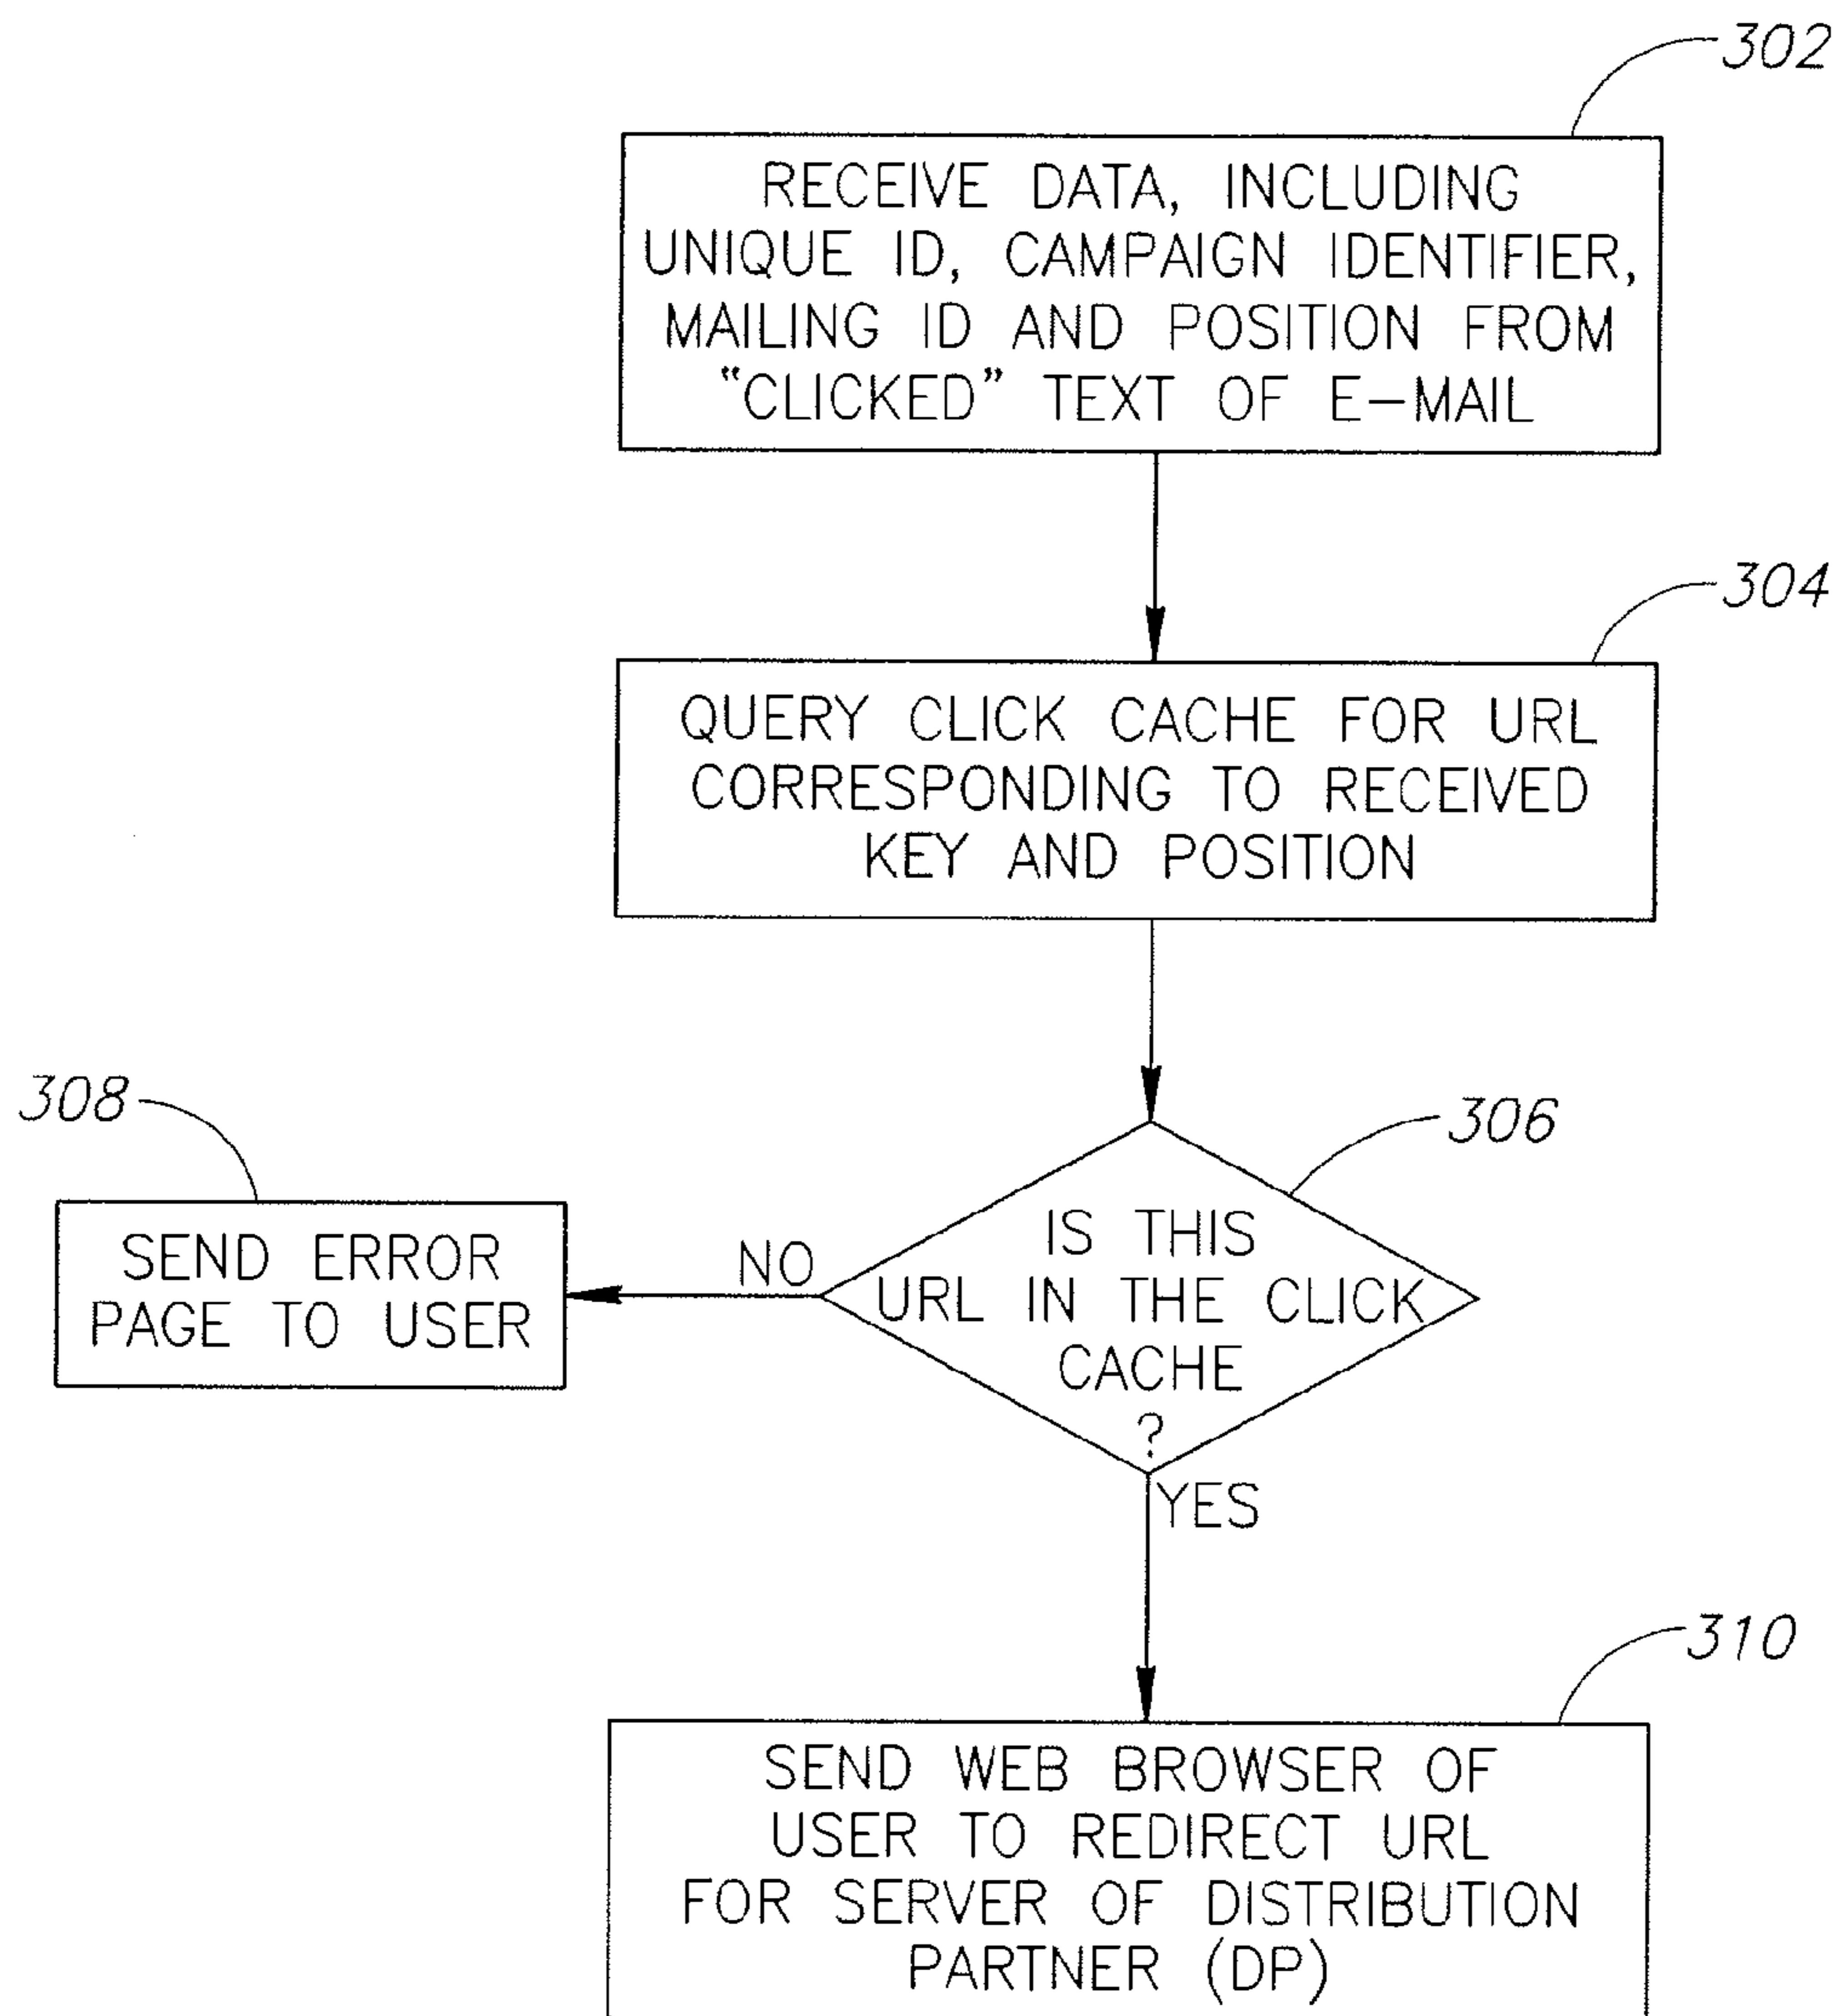 302
RECEIVE DATA, INCLUDING
UNIQUE ID, CAMPAIGN IDENTIFIER,
MAILING ID AND POSITION FROM
“CLICKED” TEXT OF E-MAIL
304
QUERY CLICK CACHE FOR URL
CORRESPONDING TO RECEIVED
KEY AND POSITION
306
IS THIS
URL IN THE CLICK
CACHE
?
NO
308
SEND ERROR
PAGE TO USER
YES
310
SEND WEB BROWSER OF
USER TO REDIRECT URL
FOR SERVER OF DISTRIBUTION
PARTNER (DP)